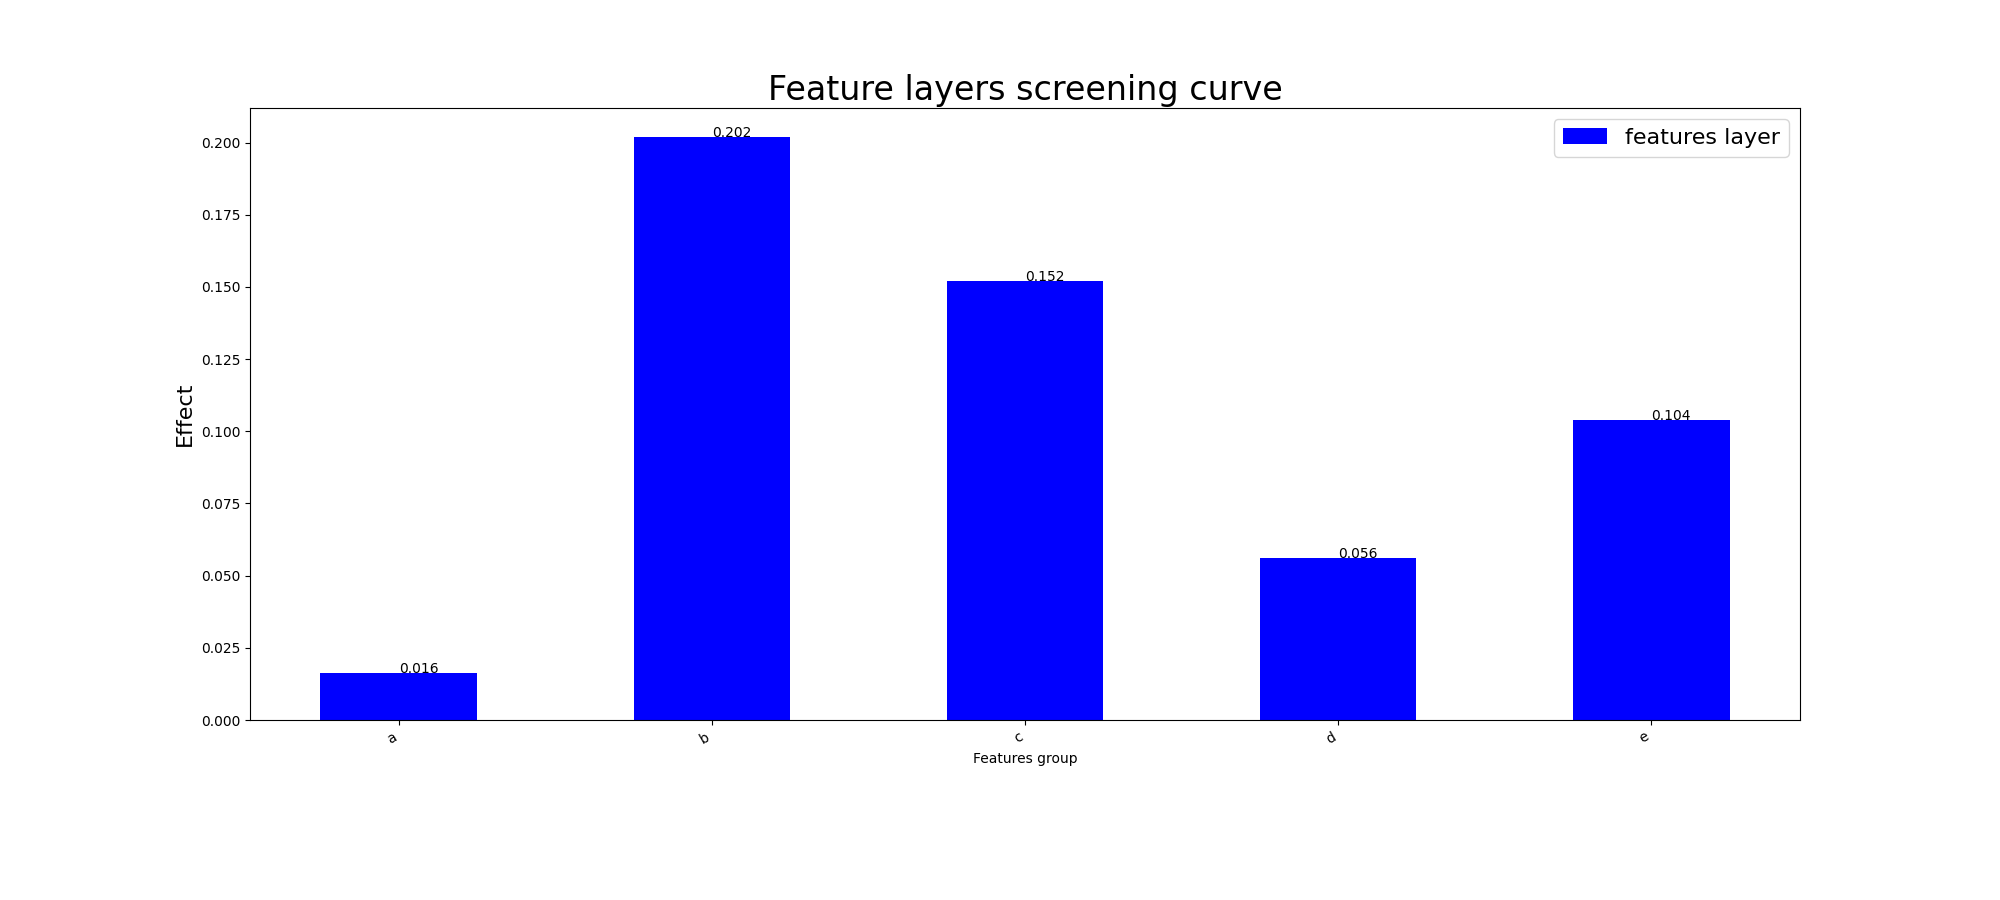 Feature layers screening curve
features layer
Effect
0.200
0.175
0.150
0.125
0.100
0.075
0.050
0.025
0.000
0.016
0.202
0.152
0.056
0.104
a
b
c
d
e
Features group